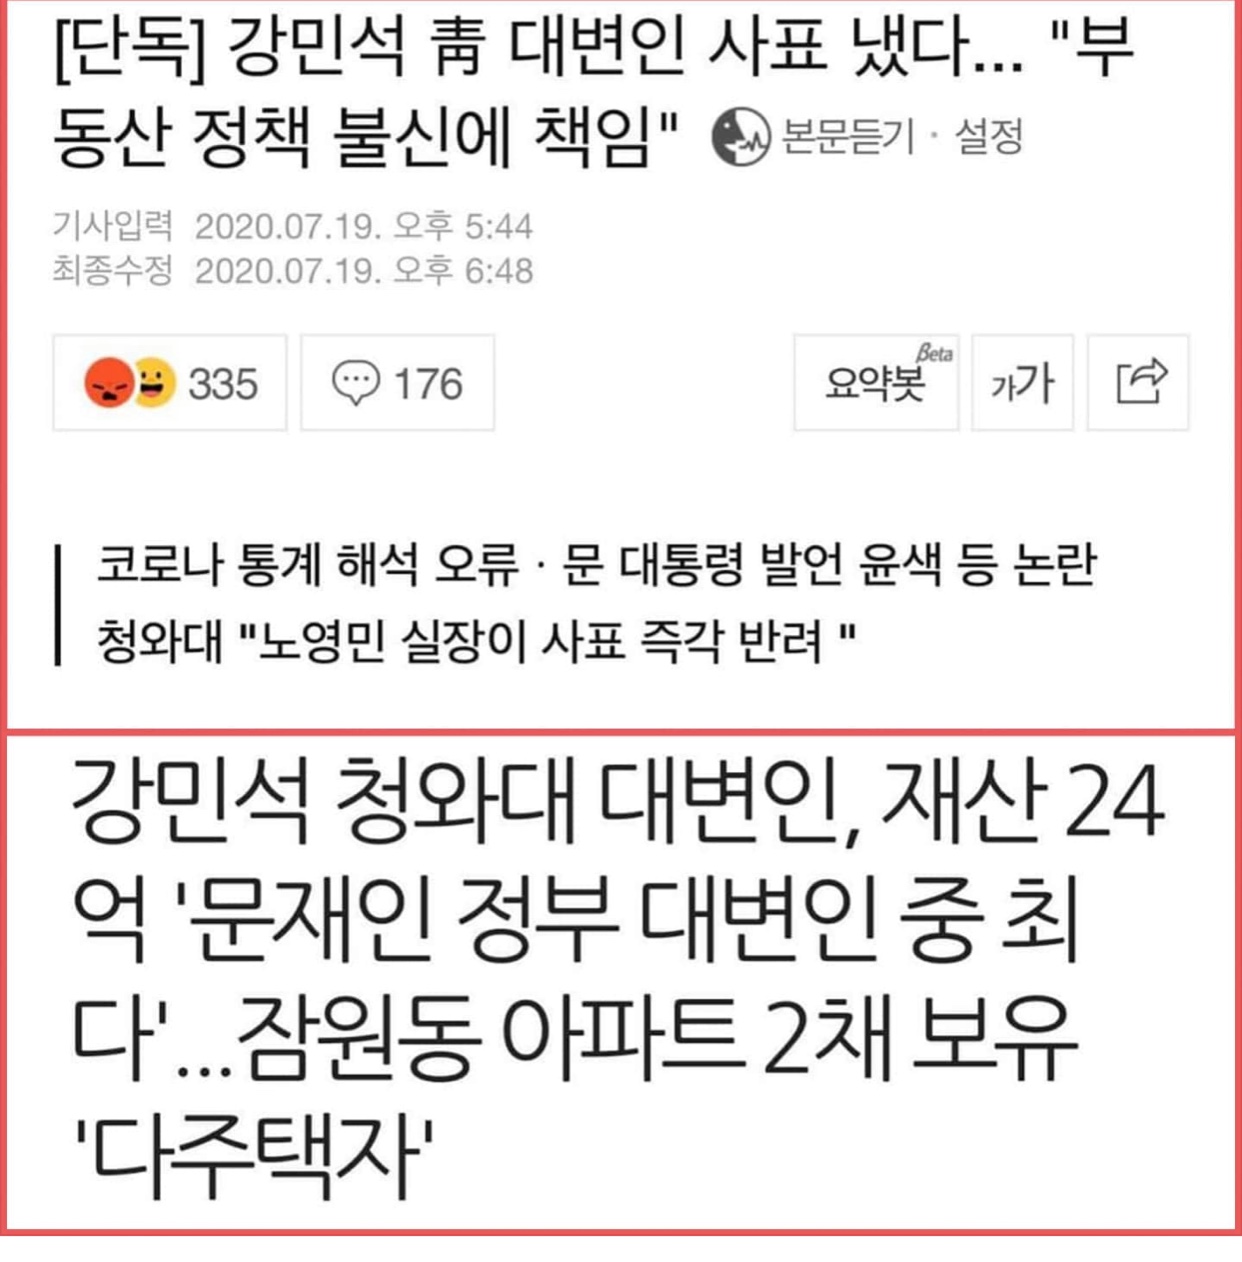 [단독] 강민석 靑 대변인 사표 냈다... "부
동산 정책 불신에 책임" 본문듣기 · 설정
기사입력 2020.07.19. 오후 5:44
최종수정 2020.07.19. 오후 6:48
335 176 요약봇 Beta 가가
코로나 통계 해석 오류 · 문 대통령 발언 윤색 등 논란
청와대 "노영민 실장이 사표 즉각 반려 "
강민석 청와대 대변인, 재산 24
억 '문재인 정부 대변인 중 최
다'...잠원동 아파트 2채 보유
'다주택자'